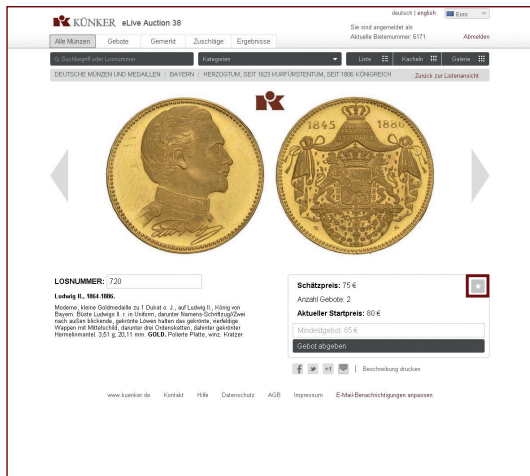 deutsch | english
Euro
KÜNKER eLive Auction 38
Sie sind angemeldet als
Aktuelle Bieternummer: 6171
Abmelden
Alle Münzen Gebote Gemerkt Zuschläge Ergebnisse
Suchbegriff oder Losnummer Kategorien Liste Kacheln Galerie
DEUTSCHE MÜNZEN UND MEDAILLEN | BAYERN | HERZOGTUM, SEIT 1623 KURFÜRSTENTUM, SEIT 1806 KÖNIGREICH Zurück zur Listenansicht
1845 1886
LOSNUMMER: 720
Ludwig II., 1864-1886.
Moderne, kleine Goldmedaille zu 1 Dukat o. J., auf Ludwig II., König von
Bayern. Büste Ludwigs II. r. in Uniform, darunter Namens-Schriftzug//Zwei
nach außen blickende, gekrönte Löwen halten das gekrönte, vierfeldige
Wappen mit Mittelschild, darunter drei Ordensketten, dahinter gekrönter
Hermelinmantel. 3,51 g; 20,11 mm. GOLD. Polierte Platte, winz. Kratzer
Schätzpreis: 75 €
Anzahl Gebote: 2
Aktueller Startpreis: 80 €
Mindestgebot: 85 €
Gebot abgeben
Beschreibung drucken
www.kuenker.de Kontakt Hilfe Datenschutz AGB Impressum E-Mail-Benachrichtigungen anpassen